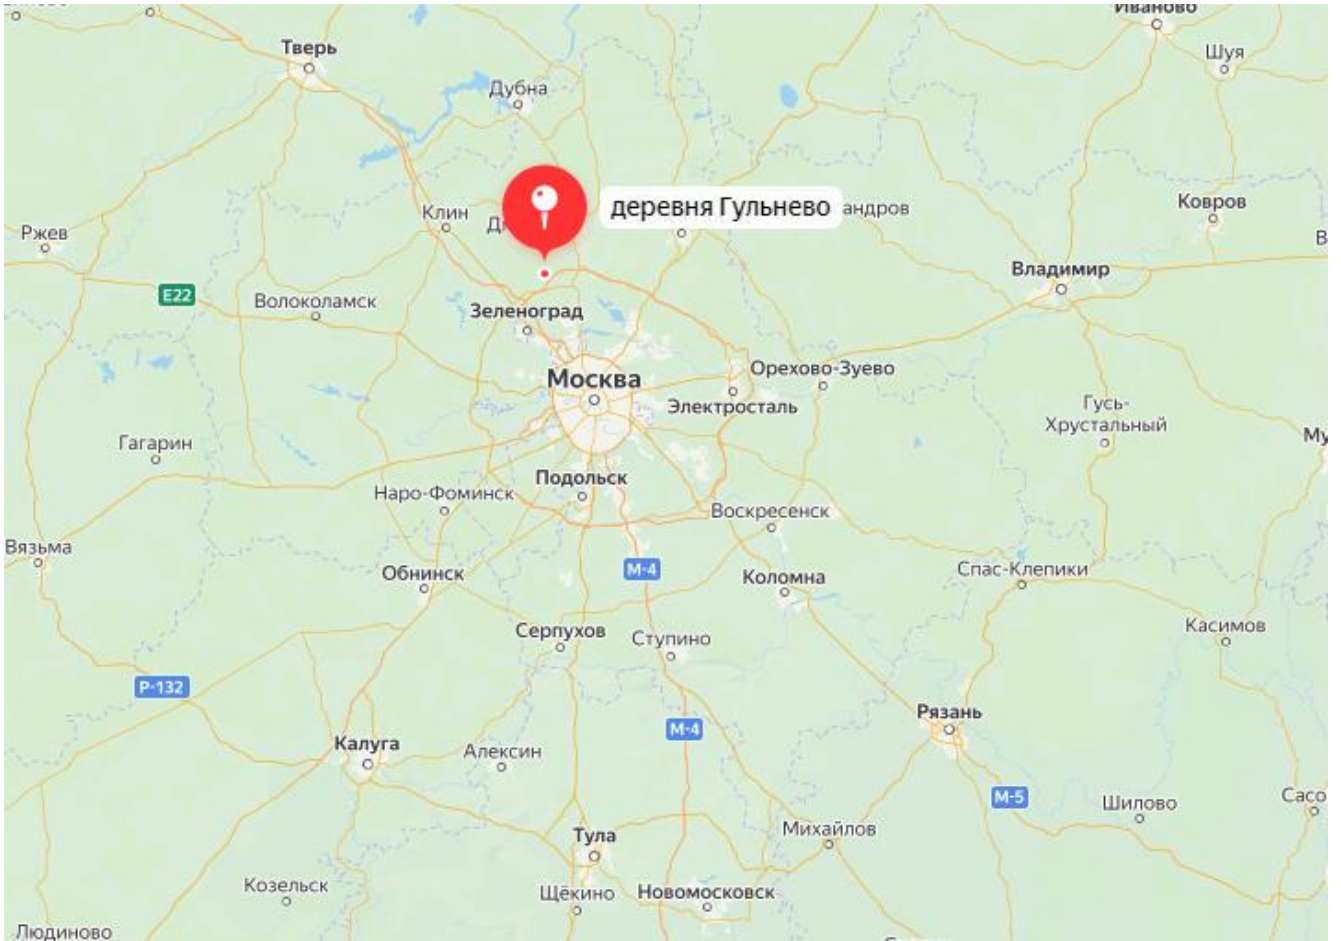 Иваново
Тверь
Шуя
Дубна
деревня Гульнево
андров
Клин
Ковров
Ржев
Владимир
E22
Волоколамск
Зеленоград
Москва
Орехово-Зуево
Электросталь
Гусь-
Хрустальный
Гагарин
Подольск
Наро-Фоминск
Воскресенск
Вязьма
Обнинск
М-4
Коломна
Спас-Клепики
Серпухов
Ступино
Касимов
Р-132
Рязань
М-4
Калуга
Алексин
М-5
Шилово
Сасо
Михайлов
Тула
Козельск
Щёкино
Новомосковск
Людиново